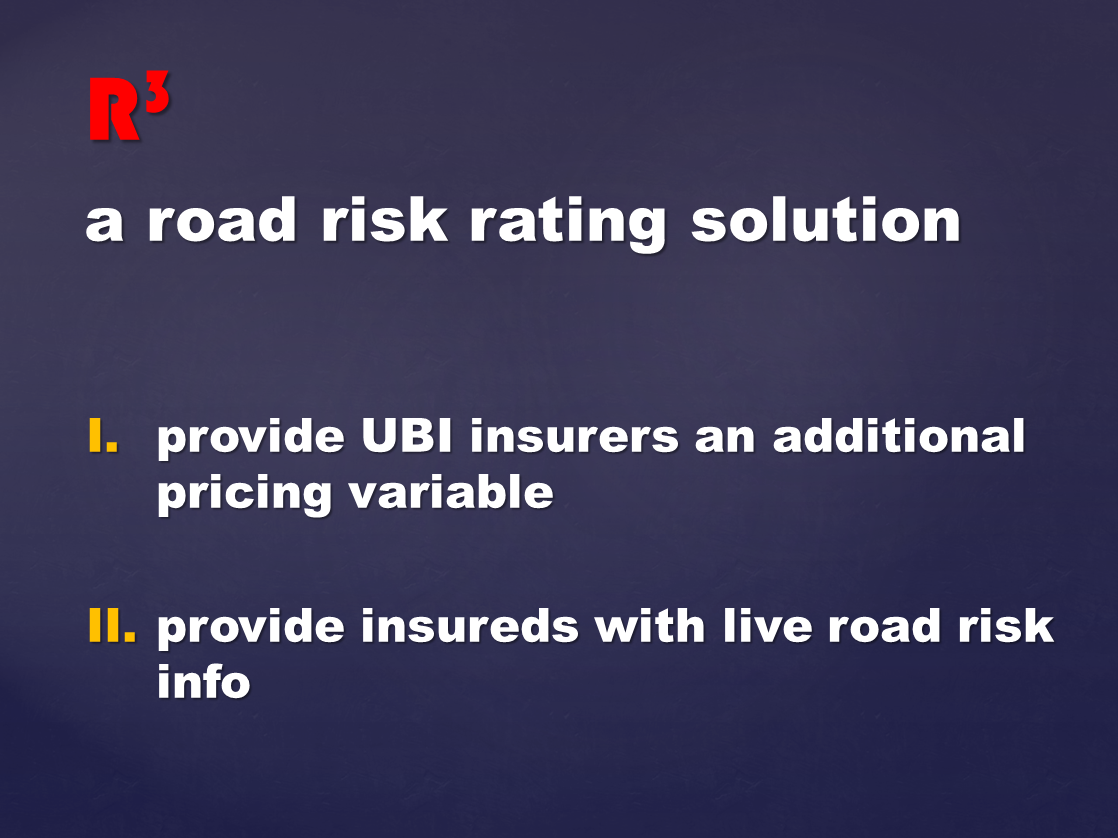 R³
a road risk rating solution
I. provide UBI insurers an additional
pricing variable
II. provide insureds with live road risk
info